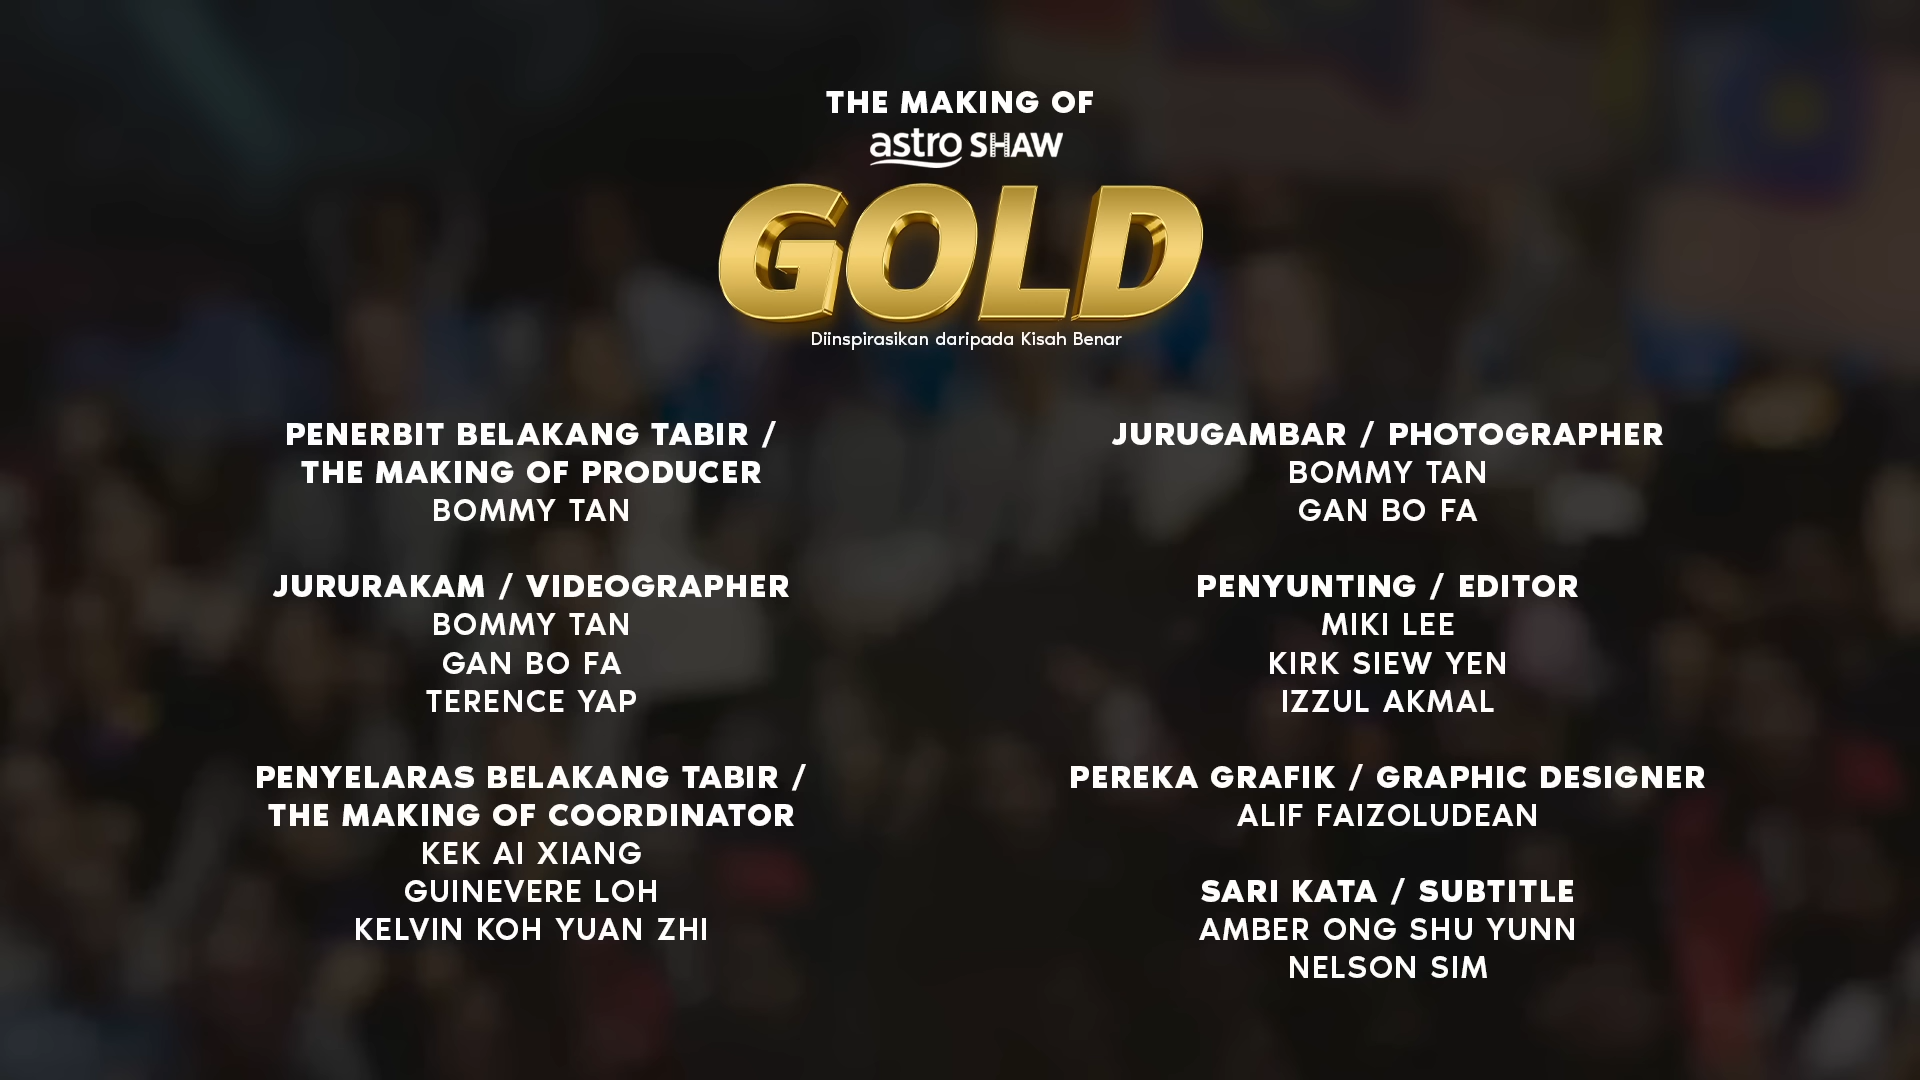 THE MAKING OF
astro SHAW
GOLD
Diinspirasikan daripada Kisah Benar
PENERBIT BELAKANG TABIR /
THE MAKING OF PRODUCER
BOMMY TAN
JURURAKAM / VIDEOGRAPHER
BOMMY TAN
GAN BO FA
TERENCE YAP
PENYELARAS BELAKANG TABIR /
THE MAKING OF COORDINATOR
KEK AI XIANG
GUINEVERE LOH
KELVIN KOH YUAN ZHI
JURUGAMBAR / PHOTOGRAPHER
BOMMY TAN
GAN BO FA
PENYUNTING / EDITOR
MIKI LEE
KIRK SIEW YEN
IZZUL AKMAL
PEREKA GRAFIK / GRAPHIC DESIGNER
ALIF FAIZOLUDEAN
SARI KATA / SUBTITLE
AMBER ONG SHU YUNN
NELSON SIM